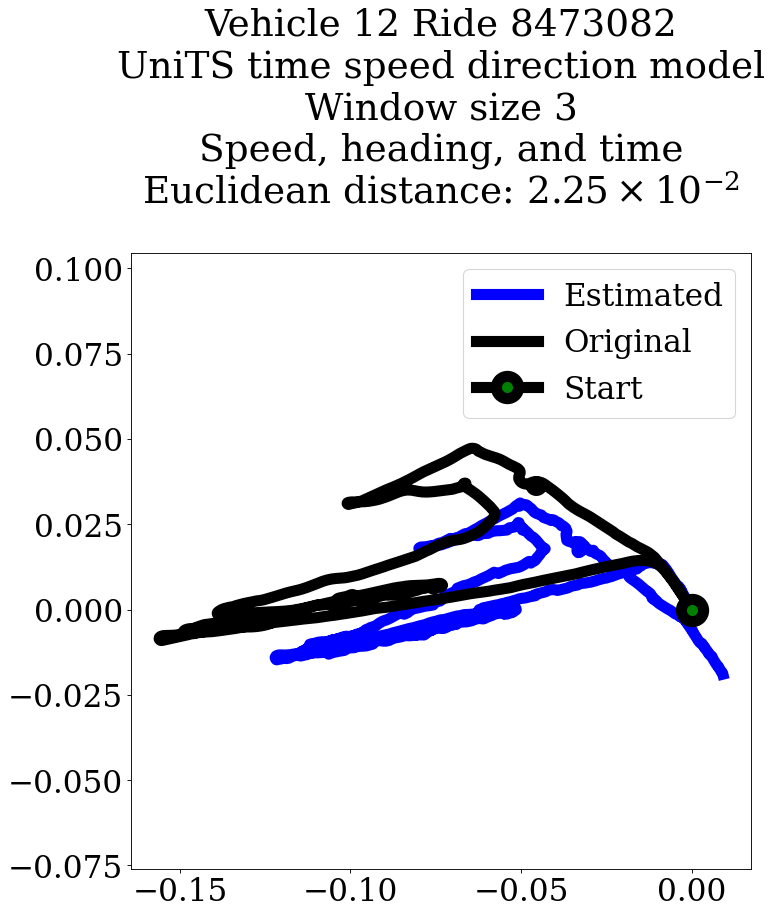 Vehicle 12 Ride 8473082
UniTS time speed direction model
Window size 3
Speed, heading, and time
Euclidean distance: 2.25 × 10⁻²
Estimated
Original
Start
0.100
0.075
0.050
0.025
0.000
−0.025
−0.050
−0.075
−0.15 −0.10 −0.05 0.00